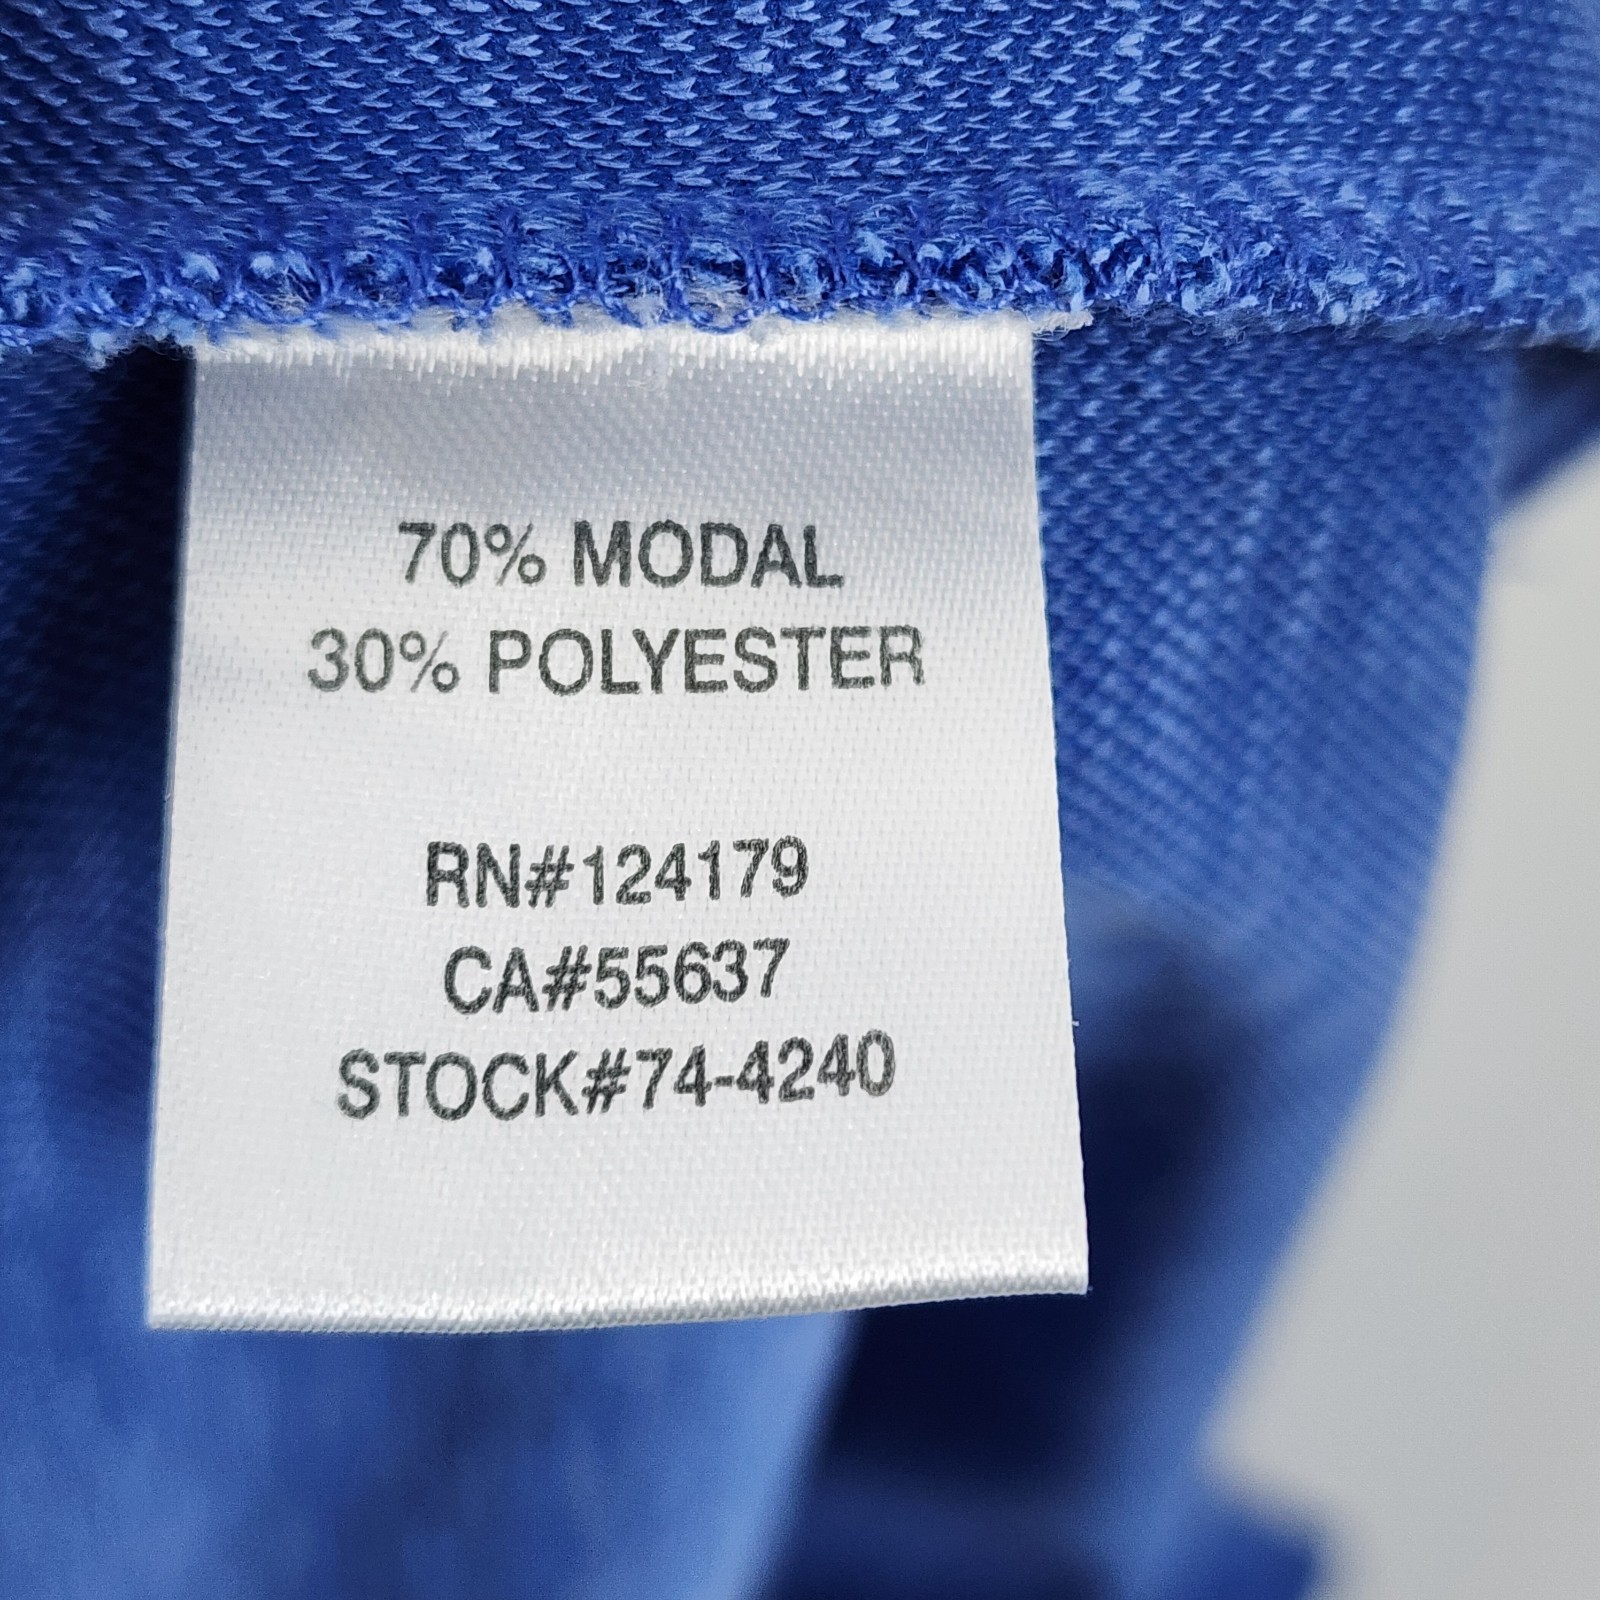 70% MODAL
30% POLYESTER
RN#124179
CA#55637
STOCK#74-4240